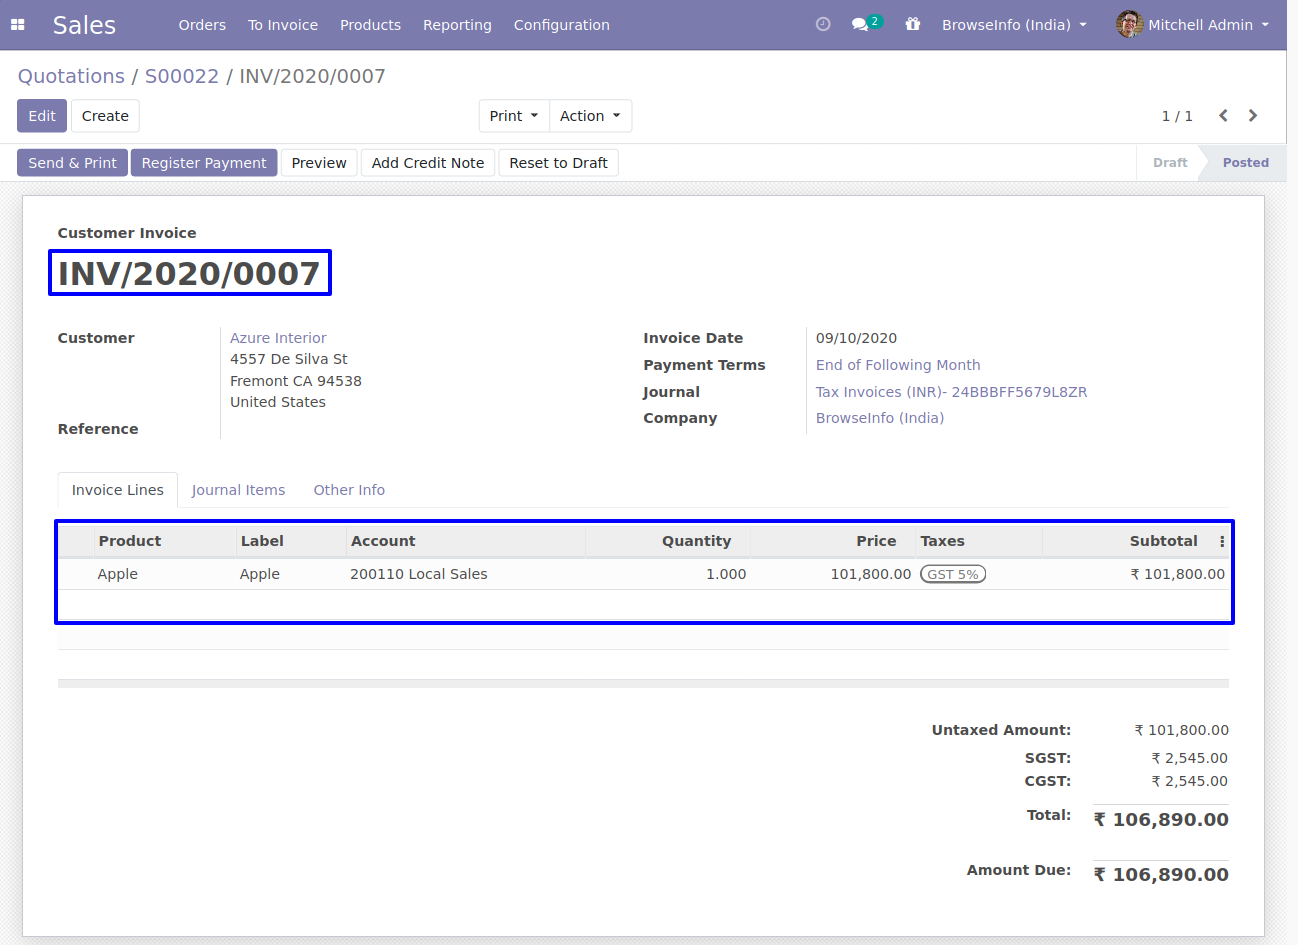 Sales Orders To Invoice Products Reporting Configuration 2 BrowseInfo (India) Mitchell Admin
Quotations / S00022 / INV/2020/0007
Edit Create Print Action 1 / 1
Send & Print Register Payment Preview Add Credit Note Reset to Draft Draft Posted
Customer Invoice
INV/2020/0007
Customer Azure Interior
4557 De Silva St
Fremont CA 94538
United States
Reference
Invoice Date 09/10/2020
Payment Terms End of Following Month
Journal Tax Invoices (INR)- 24BBBFF5679L8ZR
Company BrowseInfo (India)
Invoice Lines Journal Items Other Info
Product Label Account Quantity Price Taxes Subtotal
Apple Apple 200110 Local Sales 1.000 101,800.00 GST 5% ₹ 101,800.00
Untaxed Amount: ₹ 101,800.00
SGST: ₹ 2,545.00
CGST: ₹ 2,545.00
Total: ₹ 106,890.00
Amount Due: ₹ 106,890.00